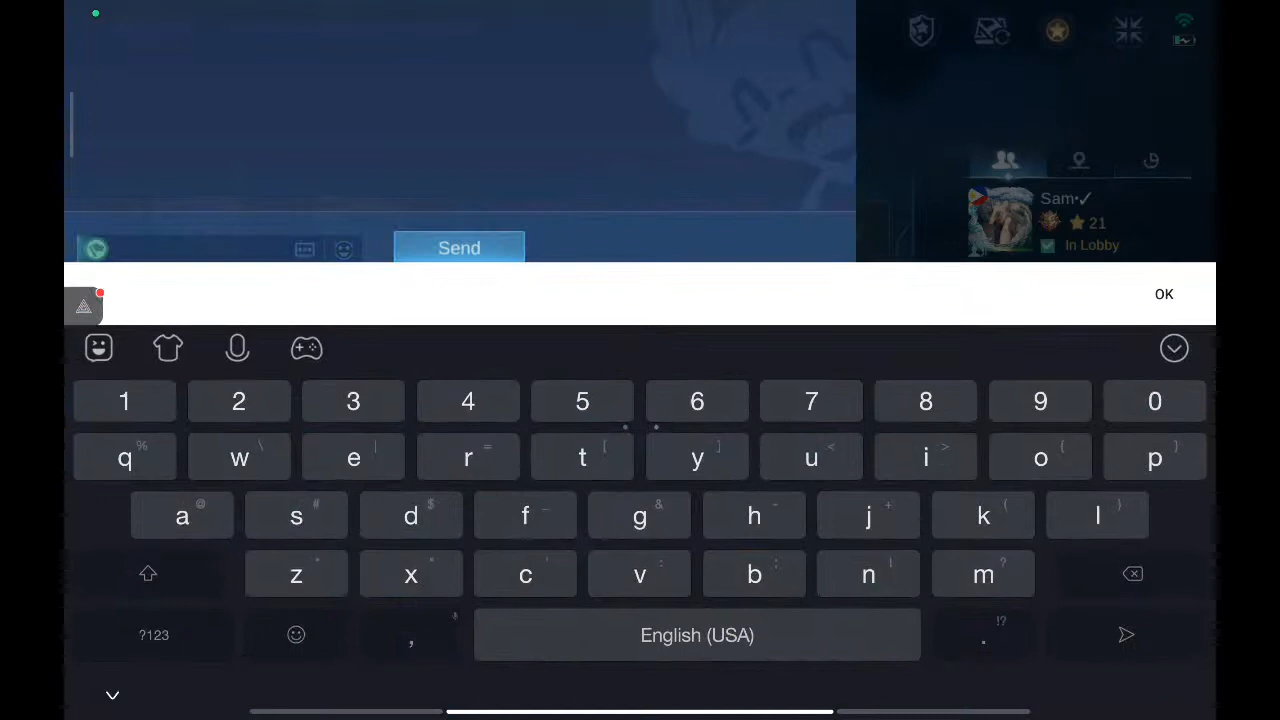 Sam•✓
21
In Lobby
Send
OK
1 2 3 4 5 6 7 8 9 0
q % w \ e | r = t [ y ] u < i > o { p }
a @ s # d $ f _ g & h - j + k ( l )
z x c v : b ; n ! m ?
?123 , English (USA) . !?